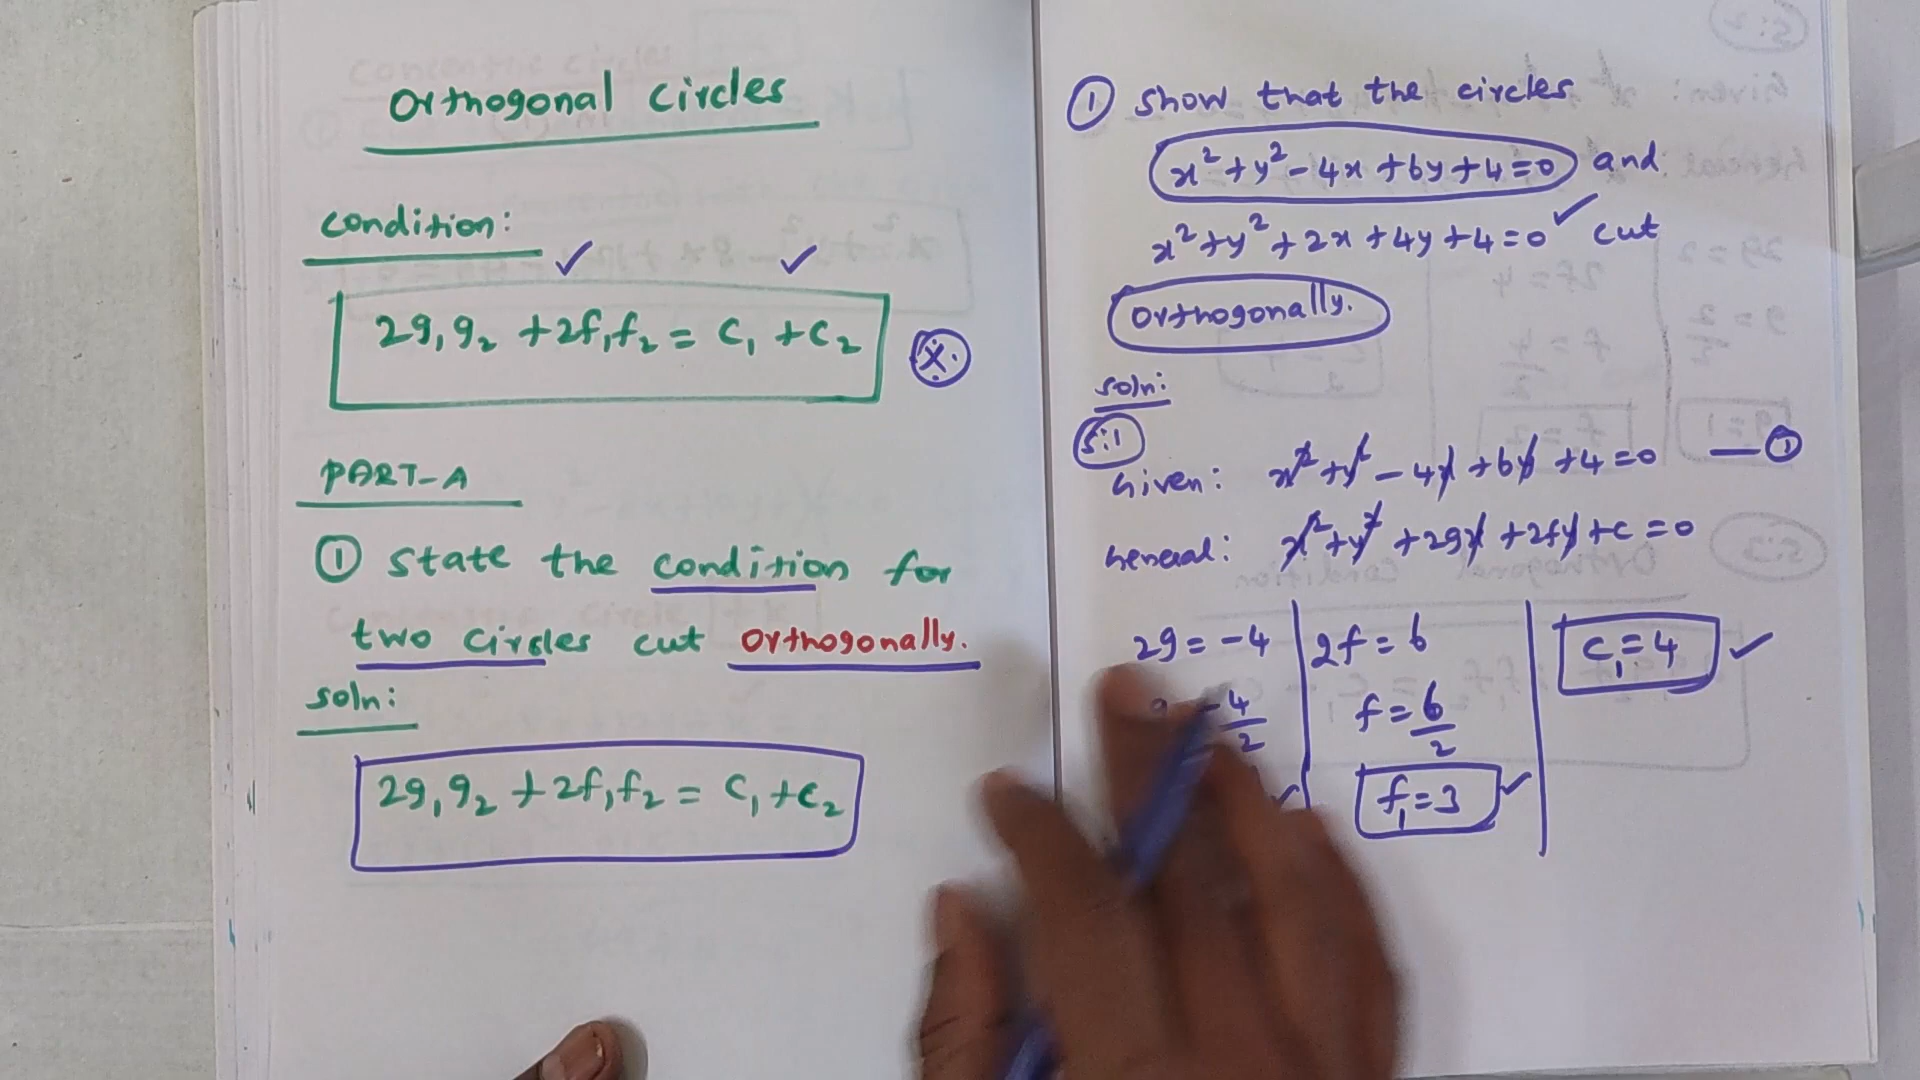 Orthogonal Circles
Condition:
2g₁g₂ + 2f₁f₂ = C₁ + C₂
PART-A
① State the condition for
two circles cut orthogonally.
soln:
2g₁g₂ + 2f₁f₂ = C₁ + C₂
① Show that the circles
x² + y² - 4x + 6y + 4 = 0 and
x² + y² + 2x + 4y + 4 = 0 cut
orthogonally.
soln:
S:1
Given: x² + y² - 4x + 6y + 4 = 0 — ①
General: x² + y² + 2gx + 2fy + c = 0
2g = -4 | 2f = 6 | C₁ = 4
-4/2 | f = 6/2
f₁ = 3